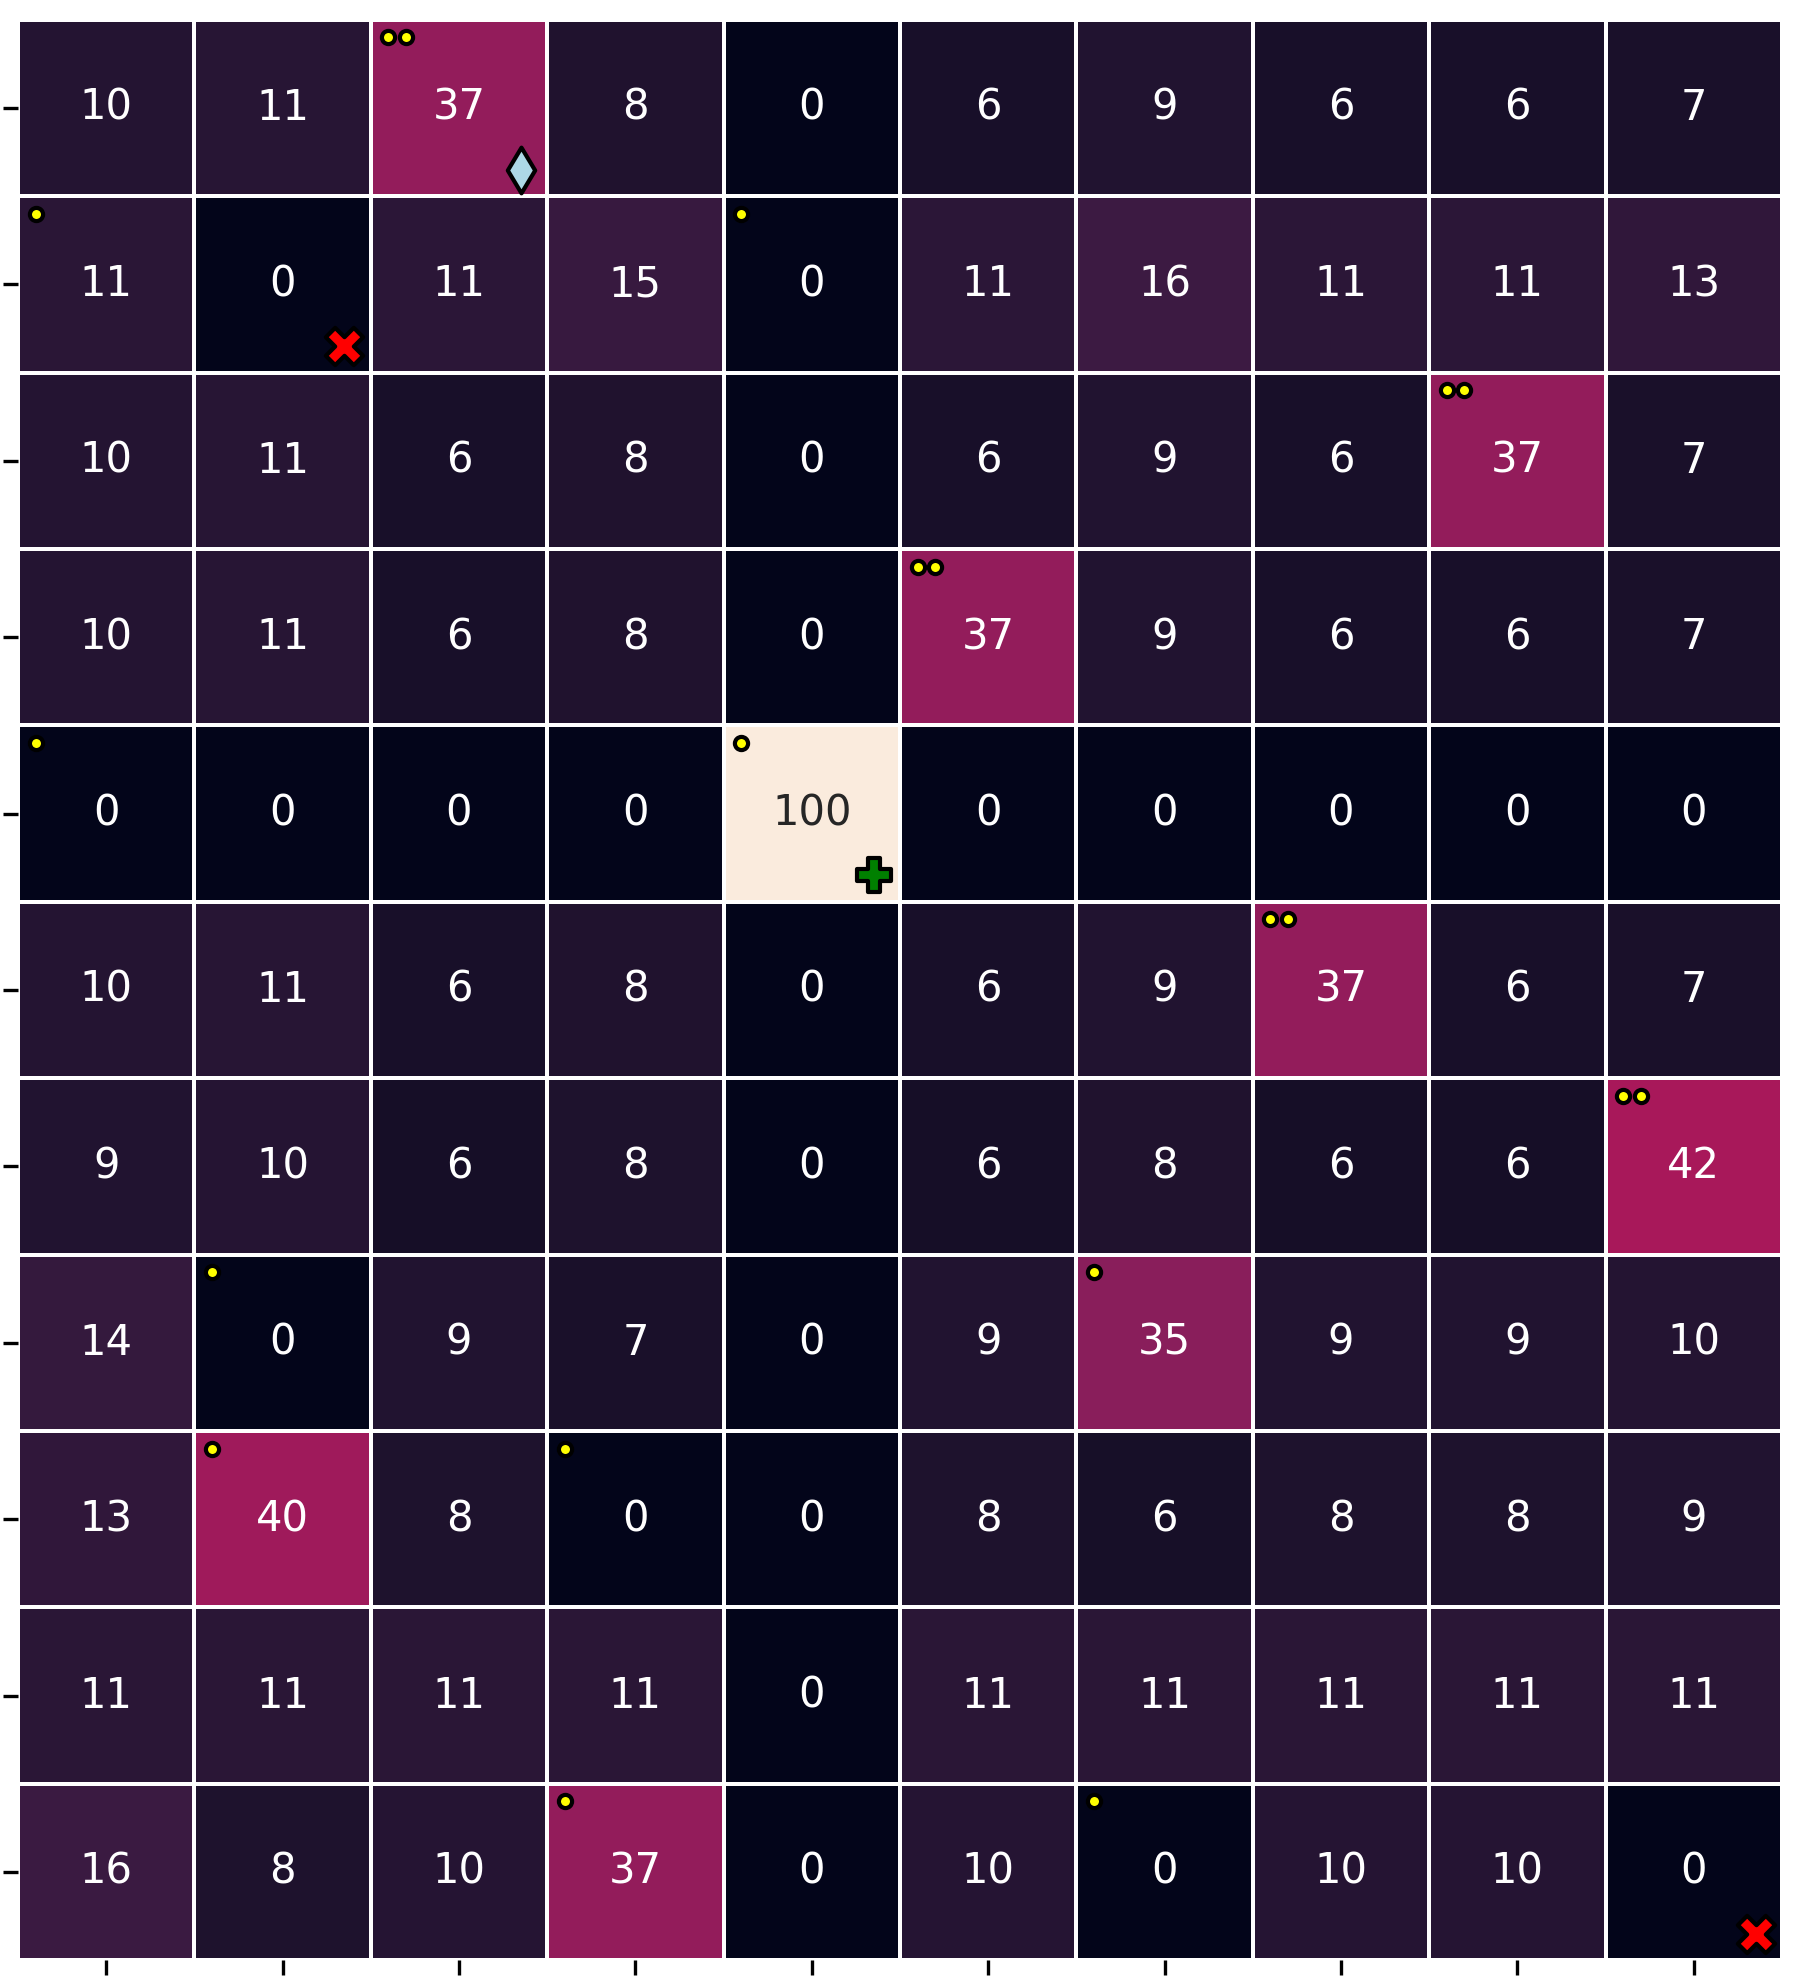 10 11 37 8 0 6 9 6 6 7
11 0 11 15 0 11 16 11 11 13
10 11 6 8 0 6 9 6 37 7
10 11 6 8 0 37 9 6 6 7
0 0 0 0 100 0 0 0 0 0
10 11 6 8 0 6 9 37 6 7
9 10 6 8 0 6 8 6 6 42
14 0 9 7 0 9 35 9 9 10
13 40 8 0 0 8 6 8 8 9
11 11 11 11 0 11 11 11 11 11
16 8 10 37 0 10 0 10 10 0